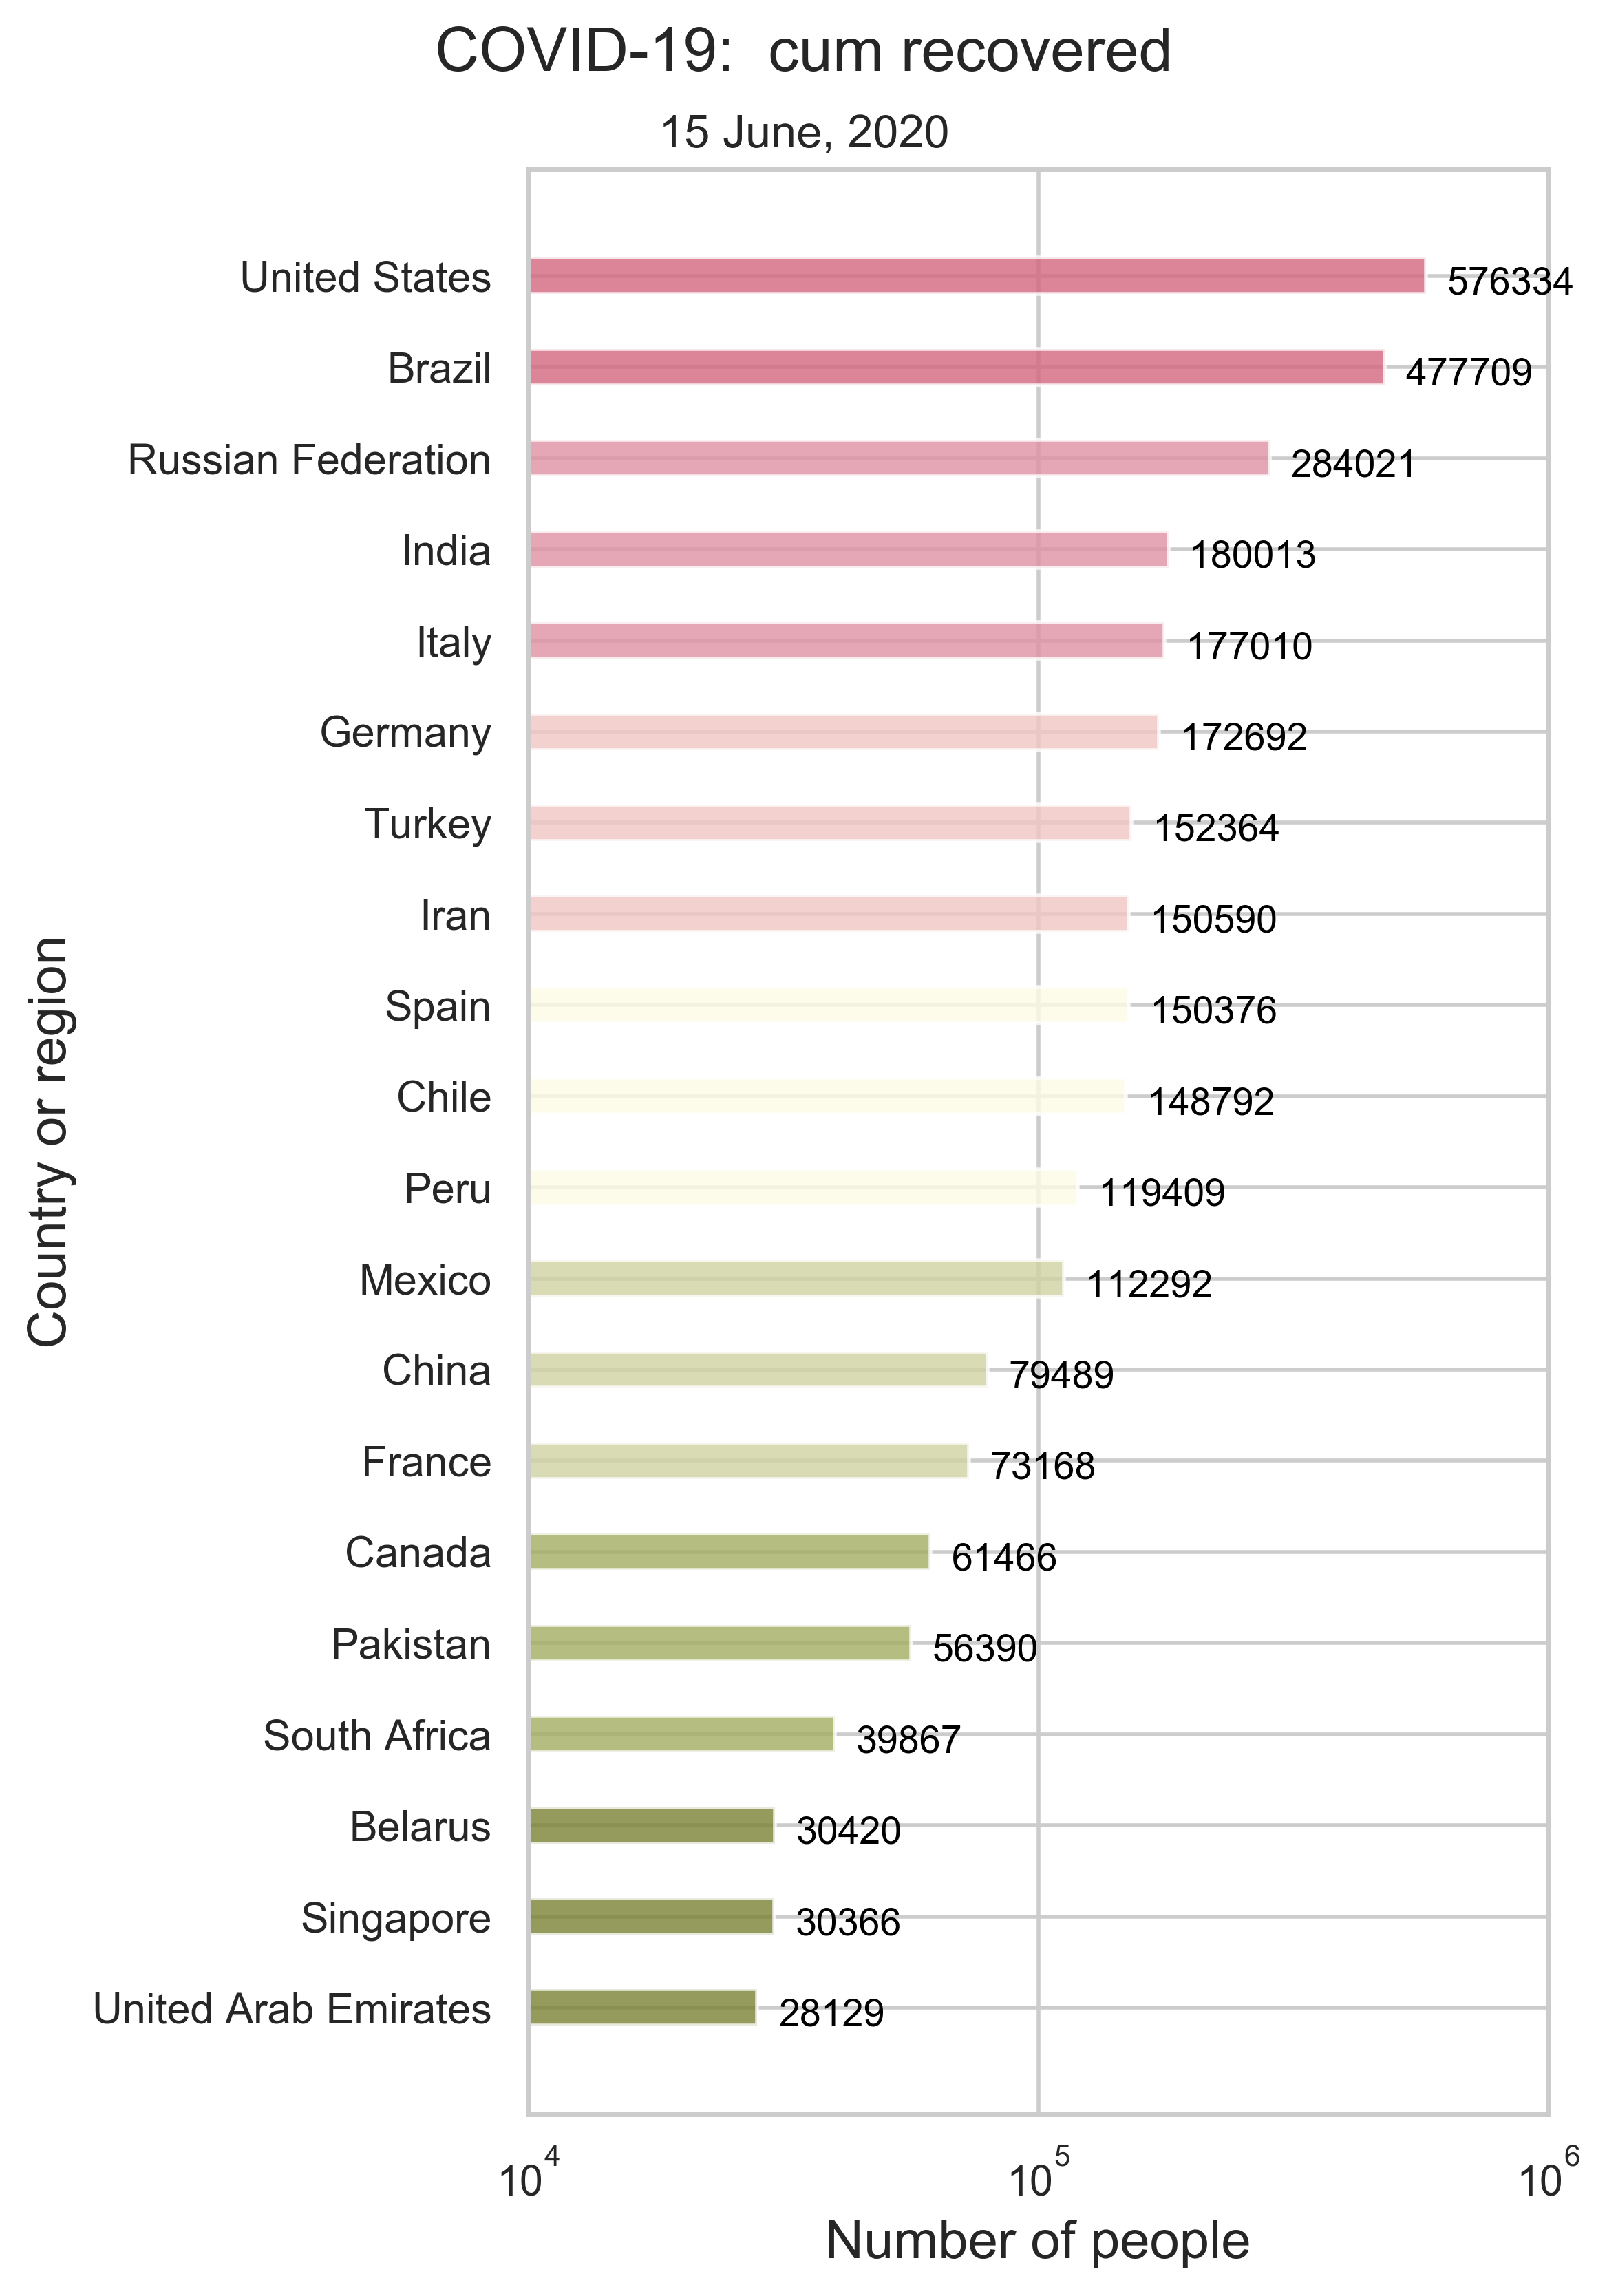 COVID-19:  cum recovered
15 June, 2020
United States 576334
Brazil 477709
Russian Federation 284021
India 180013
Italy 177010
Germany 172692
Turkey 152364
Iran 150590
Spain 150376
Chile 148792
Peru 119409
Mexico 112292
China 79489
France 73168
Canada 61466
Pakistan 56390
South Africa 39867
Belarus 30420
Singapore 30366
United Arab Emirates 28129
Country or region
10^4 10^5 10^6
Number of people